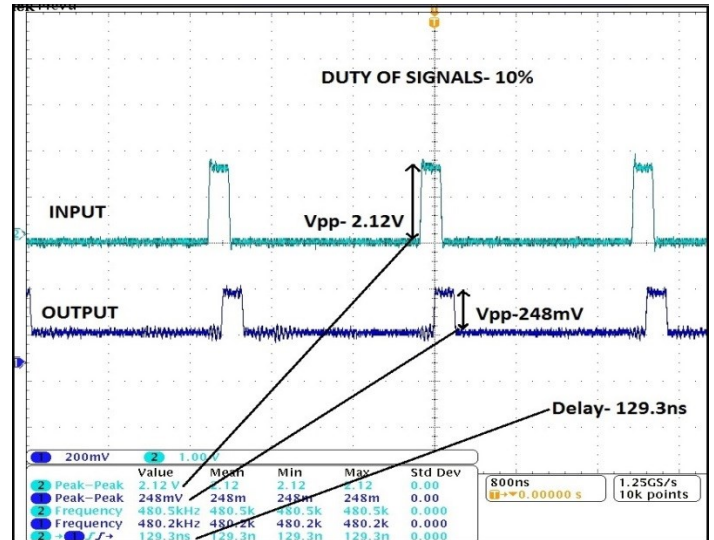 DUTY OF SIGNALS- 10%
INPUT
Vpp- 2.12V
OUTPUT
Vpp-248mV
Delay- 129.3ns
1 200mV 2 1.00 V
Value Mean Min Max Std Dev
2 Peak-Peak 2.12 V 2.12 2.12 2.12 0.00
1 Peak-Peak 248mV 248m 248m 248m 0.00
2 Frequency 480.5kHz 480.5k 480.5k 480.5k 0.000
1 Frequency 480.2kHz 480.2k 480.2k 480.2k 0.000
2 → 1 129.3ns 129.3n 129.3n 129.3n 0.000
800ns
T→▼0.00000 s
1.25GS/s
10k points